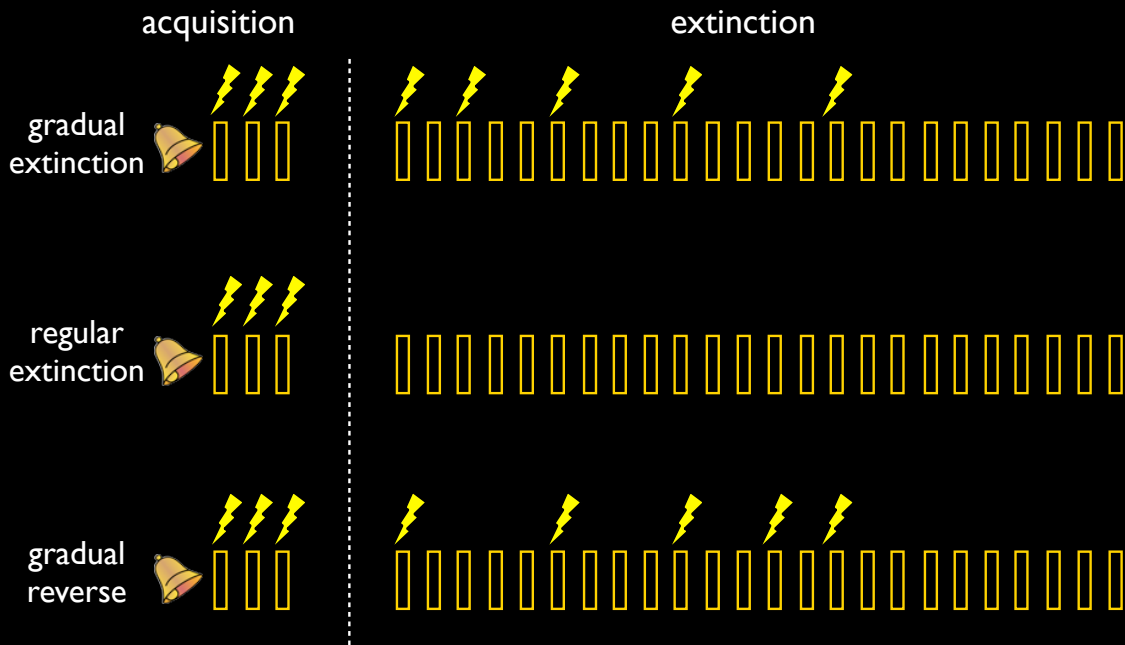 acquisition
extinction
gradual
extinction
regular
extinction
gradual
reverse